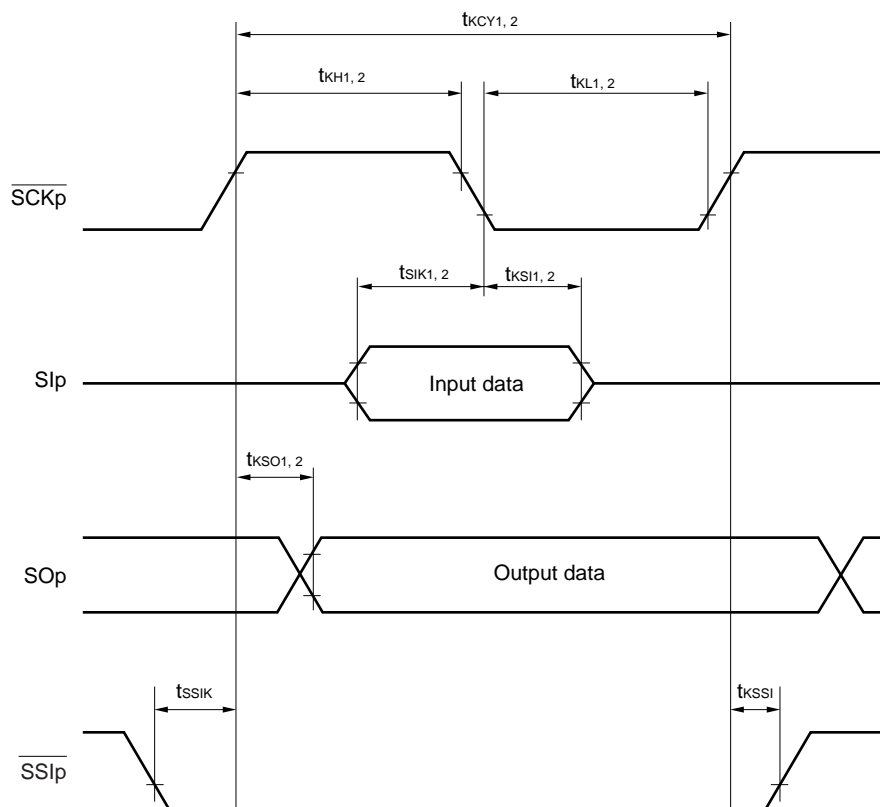 tKCY1, 2
tKH1, 2
tKL1, 2
SCKp
tSIK1, 2
tKSI1, 2
SIp
Input data
tKSO1, 2
SOp
Output data
tSSIK
tKSSI
SSIp